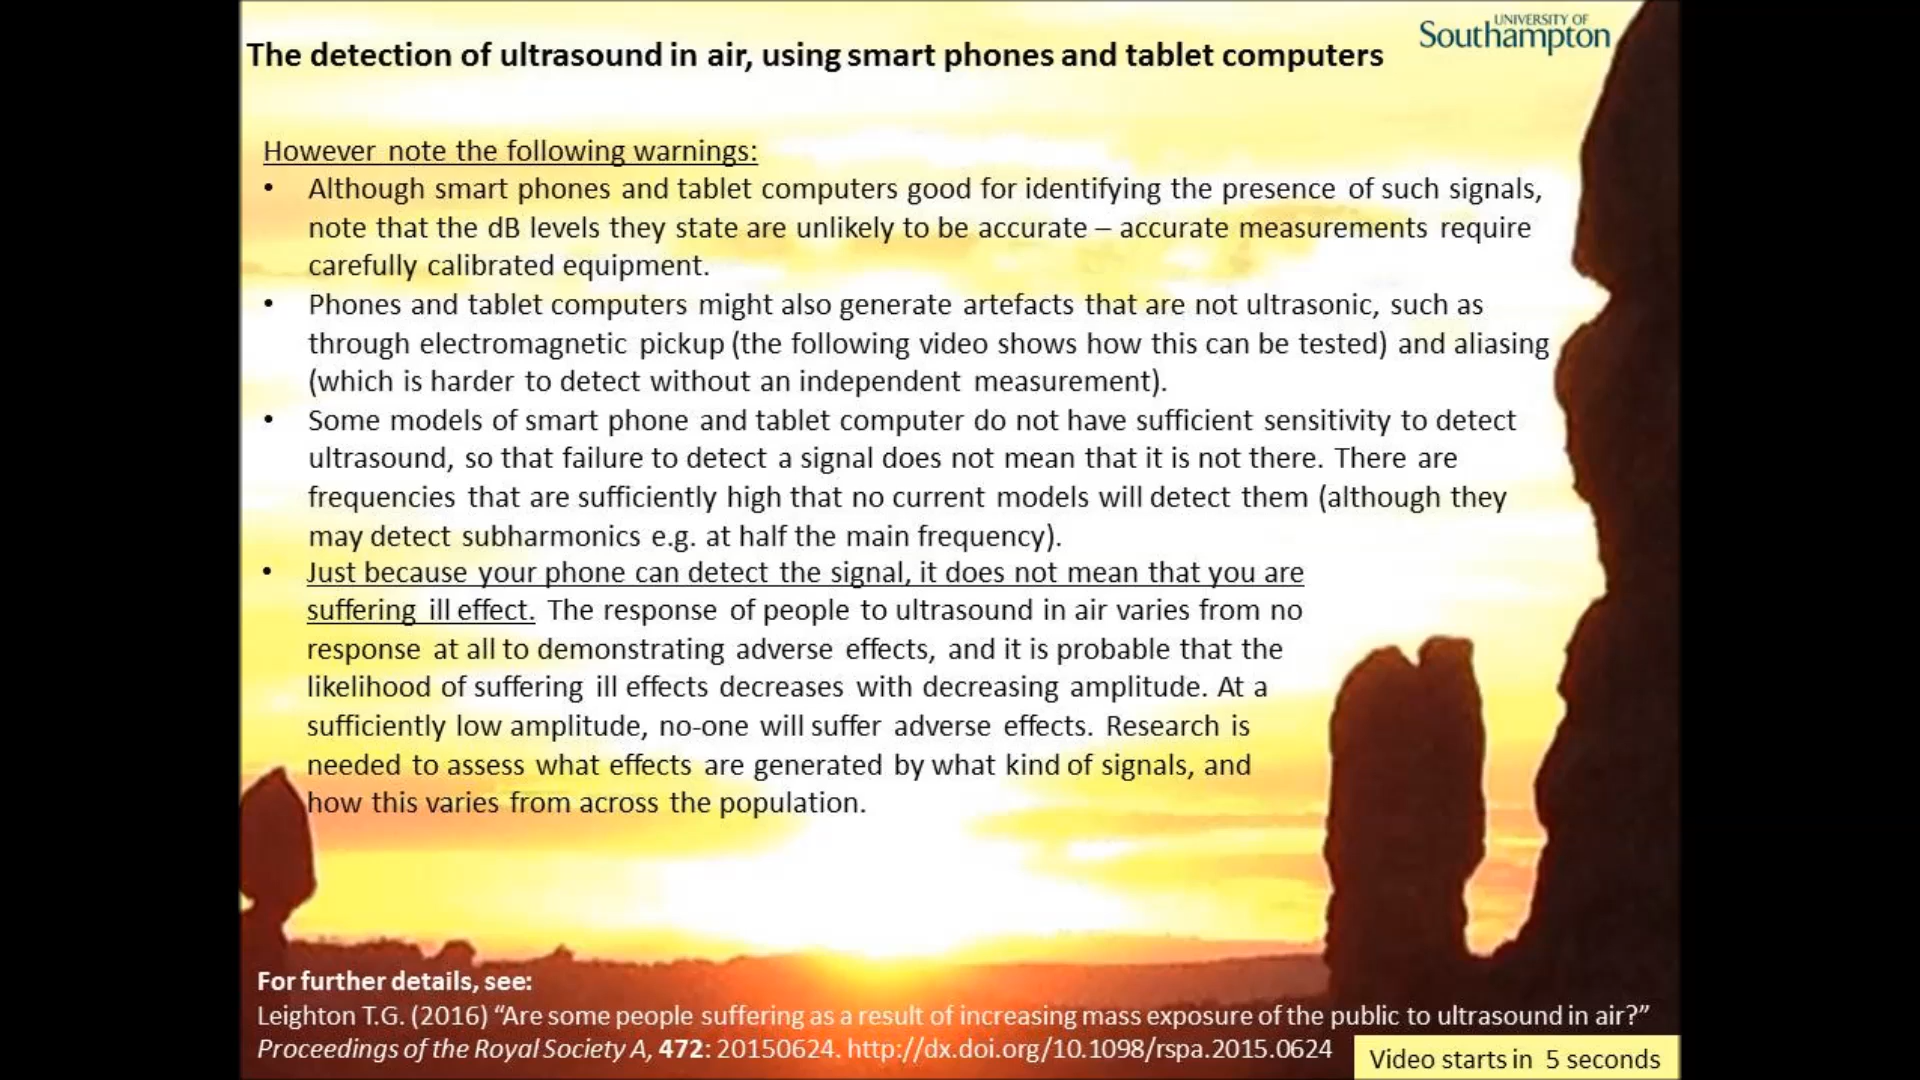 The detection of ultrasound in air, using smart phones and tablet computers
UNIVERSITY OF
Southampton
However note the following warnings:
• Although smart phones and tablet computers good for identifying the presence of such signals,
note that the dB levels they state are unlikely to be accurate – accurate measurements require
carefully calibrated equipment.
• Phones and tablet computers might also generate artefacts that are not ultrasonic, such as
through electromagnetic pickup (the following video shows how this can be tested) and aliasing
(which is harder to detect without an independent measurement).
• Some models of smart phone and tablet computer do not have sufficient sensitivity to detect
ultrasound, so that failure to detect a signal does not mean that it is not there. There are
frequencies that are sufficiently high that no current models will detect them (although they
may detect subharmonics e.g. at half the main frequency).
• Just because your phone can detect the signal, it does not mean that you are
suffering ill effect. The response of people to ultrasound in air varies from no
response at all to demonstrating adverse effects, and it is probable that the
likelihood of suffering ill effects decreases with decreasing amplitude. At a
sufficiently low amplitude, no-one will suffer adverse effects. Research is
needed to assess what effects are generated by what kind of signals, and
how this varies from across the population.
For further details, see:
Leighton T.G. (2016) “Are some people suffering as a result of increasing mass exposure of the public to ultrasound in air?”
Proceedings of the Royal Society A, 472: 20150624. http://dx.doi.org/10.1098/rspa.2015.0624
Video starts in 5 seconds